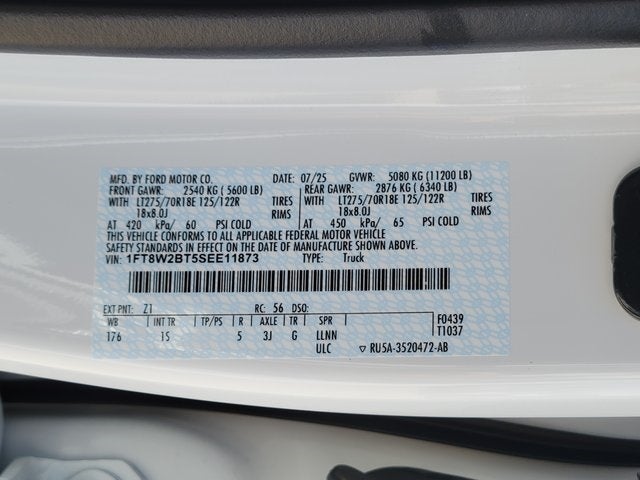 MFD. BY FORD MOTOR CO. DATE: 07/25 GVWR: 5080 KG (11200 LB)
FRONT GAWR: 2540 KG ( 5600 LB) REAR GAWR: 2876 KG ( 6340 LB)
WITH LT275/70R18E 125/122R TIRES WITH LT275/70R18E 125/122R TIRES
18x8.0J RIMS 18x8.0J RIMS
AT 420 kPa/ 60 PSI COLD AT 450 kPa/ 65 PSI COLD
THIS VEHICLE CONFORMS TO ALL APPLICABLE FEDERAL MOTOR VEHICLE
SAFETY STANDARDS IN EFFECT ON THE DATE OF MANUFACTURE SHOWN ABOVE.
VIN: 1FT8W2BT5SEE11873 TYPE: Truck
EXT PNT: Z1 RC: 56 DSO: F0439
WB INT TR TP/PS R AXLE TR SPR T1037
176 15 5 3J G LLNN
ULC ▽ RU5A-3520472-AB